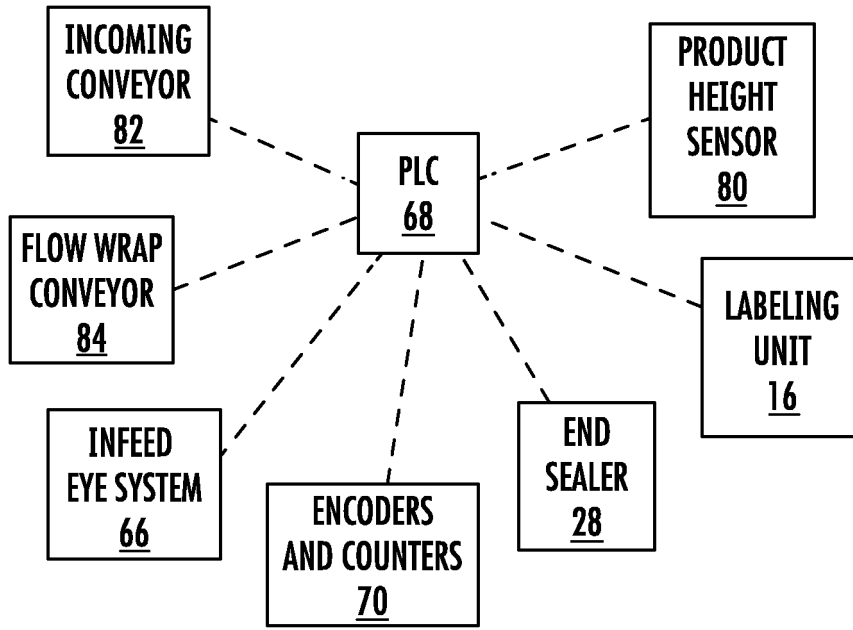 INCOMING
CONVEYOR
82
PRODUCT
HEIGHT
SENSOR
80
PLC
68
FLOW WRAP
CONVEYOR
84
LABELING
UNIT
16
INFEED
EYE SYSTEM
66
END
SEALER
28
ENCODERS
AND COUNTERS
70